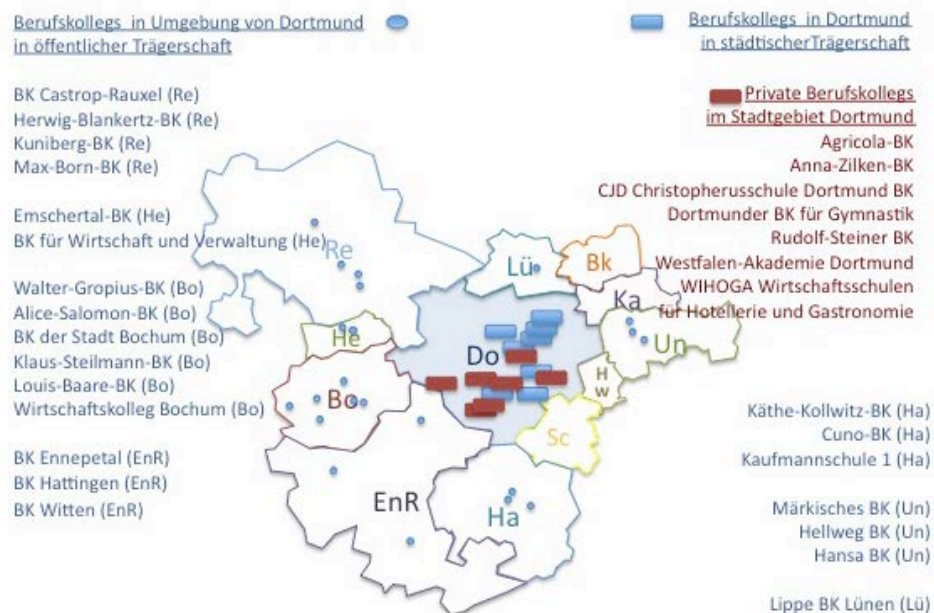 Berufskollegs in Umgebung von Dortmund
in öffentlicher Trägerschaft
Berufskollegs in Dortmund
in städtischerTrägerschaft
BK Castrop-Rauxel (Re)
Herwig-Blankertz-BK (Re)
Kuniberg-BK (Re)
Max-Born-BK (Re)
Emschertal-BK (He)
BK für Wirtschaft und Verwaltung (He)
Walter-Gropius-BK (Bo)
Alice-Salomon-BK (Bo)
BK der Stadt Bochum (Bo)
Klaus-Steilmann-BK (Bo)
Louis-Baare-BK (Bo)
Wirtschaftskolleg Bochum (Bo)
BK Ennepetal (EnR)
BK Hattingen (EnR)
BK Witten (EnR)
Private Berufskollegs
im Stadtgebiet Dortmund
Agricola-BK
Anna-Zilken-BK
CJD Christopherusschule Dortmund BK
Dortmunder BK für Gymnastik
Rudolf-Steiner BK
Westfalen-Akademie Dortmund
WIHOGA Wirtschaftsschulen
für Hotellerie und Gastronomie
Re
Lü
Bk
Ka
He
Do
Un
H
w
Bo
Sc
EnR
Ha
Käthe-Kollwitz-BK (Ha)
Cuno-BK (Ha)
Kaufmannschule 1 (Ha)
Märkisches BK (Un)
Hellweg BK (Un)
Hansa BK (Un)
Lippe BK Lünen (Lü)